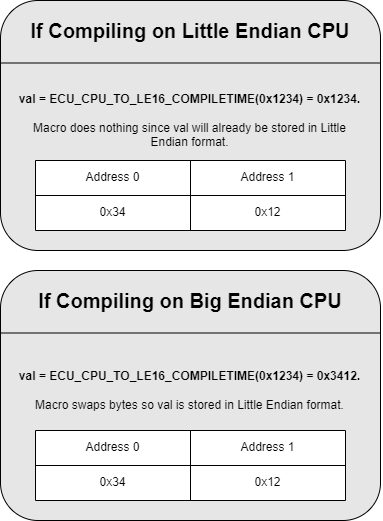 If Compiling on Little Endian CPU
val = ECU_CPU_TO_LE16_COMPILETIME(0x1234) = 0x1234.
Macro does nothing since val will already be stored in Little
Endian format.
Address 0 Address 1
0x34 0x12
If Compiling on Big Endian CPU
val = ECU_CPU_TO_LE16_COMPILETIME(0x1234) = 0x3412.
Macro swaps bytes so val is stored in Little Endian format.
Address 0 Address 1
0x34 0x12